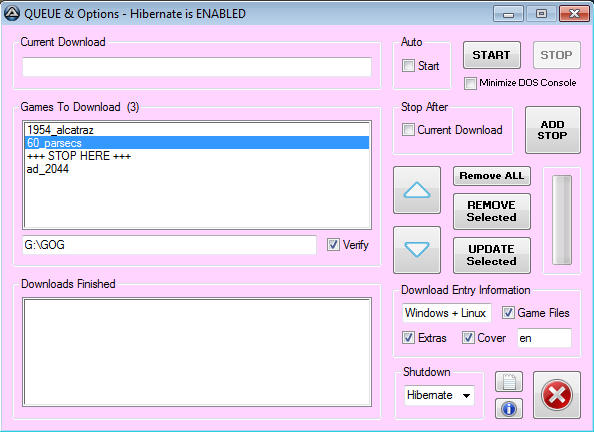 QUEUE & Options - Hibernate is ENABLED
Current Download
Auto
Start
START
STOP
Minimize DOS Console
Games To Download (3)
1954_alcatraz
60_parsecs
+++ STOP HERE +++
ad_2044
G:\GOG
Verify
Stop After
Current Download
ADD
STOP
Remove ALL
REMOVE
Selected
UPDATE
Selected
Downloads Finished
Download Entry Information
Windows + Linux
Game Files
Extras
Cover
en
Shutdown
Hibernate